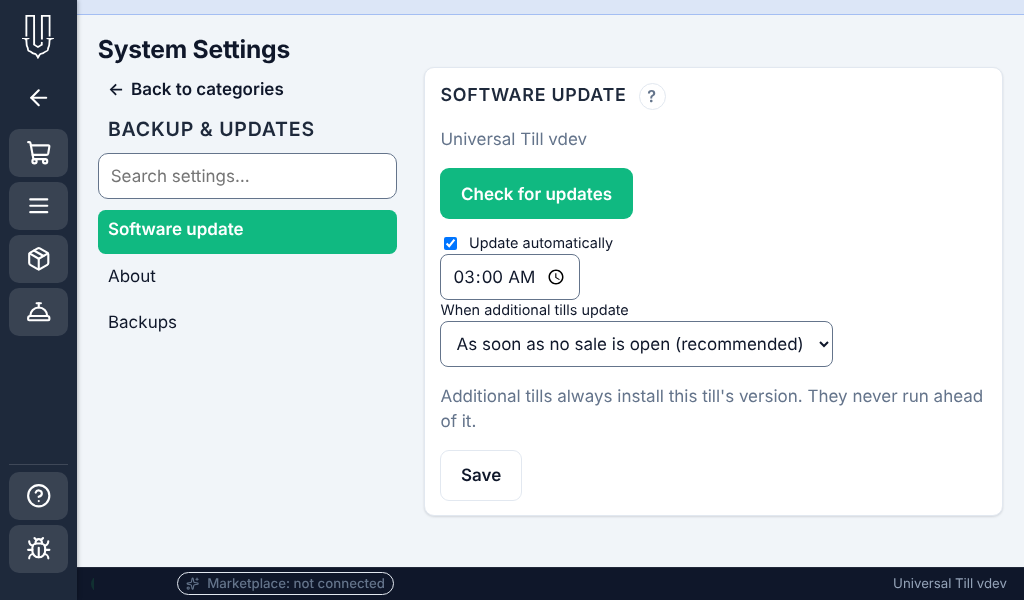 System Settings
← Back to categories
BACKUP & UPDATES
Search settings...
Software update
About
Backups
SOFTWARE UPDATE ?
Universal Till vdev
Check for updates
Update automatically
03:00 AM
When additional tills update
As soon as no sale is open (recommended)
Additional tills always install this till's version. They never run ahead
of it.
Save
Marketplace: not connected
Universal Till vdev